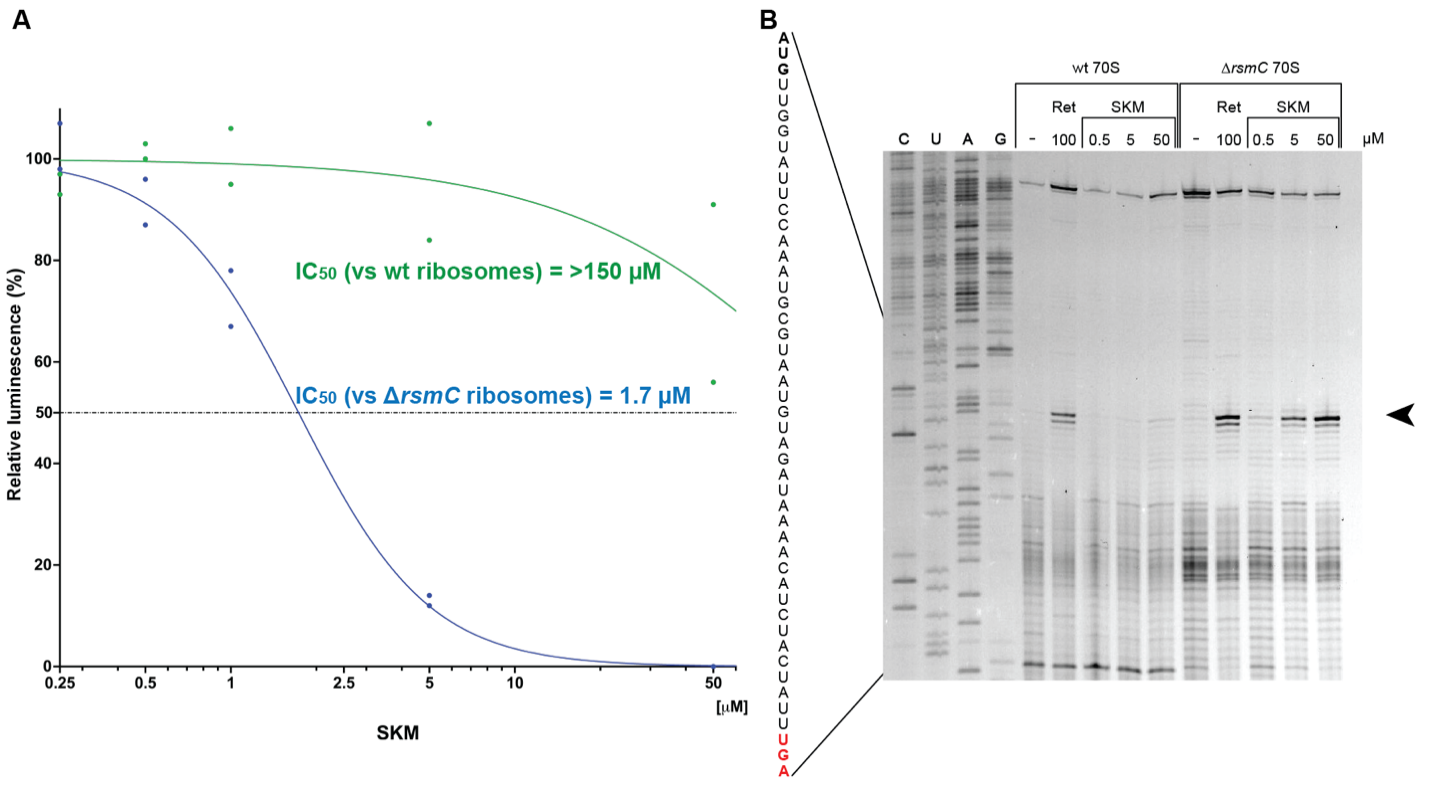 A
100
80
60
50
40
20
0
Relative luminescence (%)
IC50 (vs wt ribosomes) = >150 µM
IC50 (vs ΔrsmC ribosomes) = 1.7 µM
0.25 0.5 1 2.5 5 10 50
[µM]
SKM
B
A
U
G
U
U
G
G
U
A
U
U
C
C
A
A
A
U
G
C
G
U
A
A
U
G
U
A
G
A
U
A
A
A
A
C
A
U
C
U
A
C
U
A
U
U
U
G
A
wt 70S ΔrsmC 70S
Ret SKM Ret SKM
C U A G - 100 0.5 5 50 - 100 0.5 5 50 µM